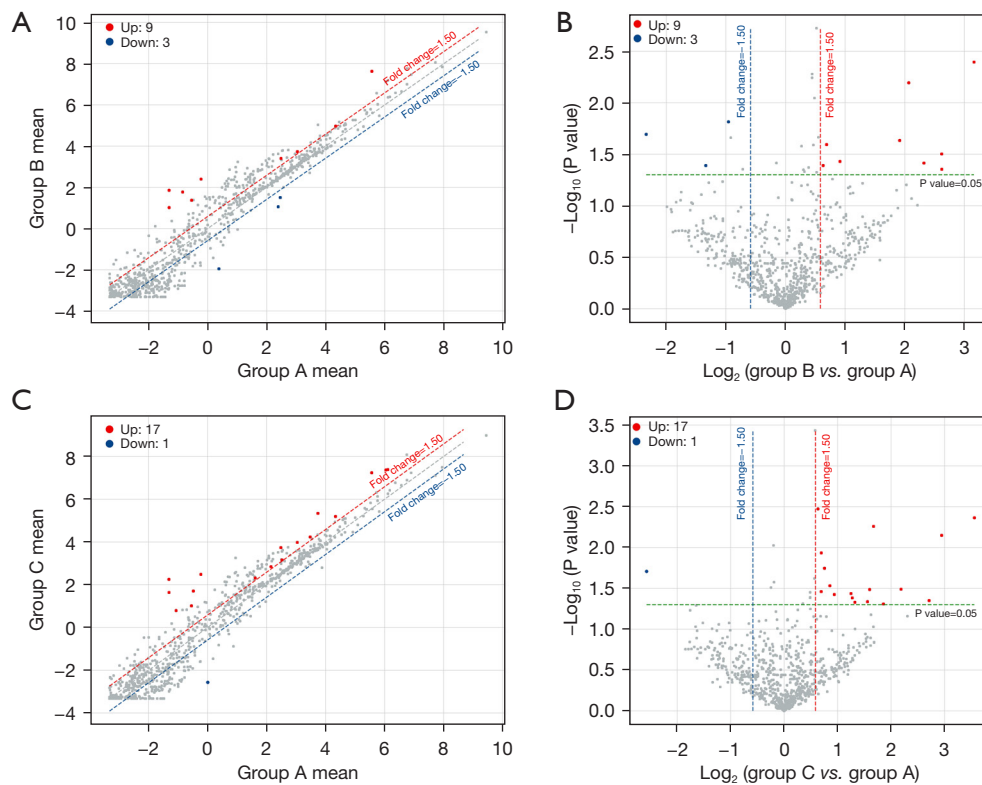 A
Up: 9
Down: 3
Fold change=1.50
Fold change=−1.50
10
8
6
4
2
0
−2
−4
Group B mean
−2
0
2
4
6
8
10
Group A mean
B
Up: 9
Down: 3
Fold change=−1.50
Fold change=1.50
P value=0.05
2.5
2.0
1.5
1.0
0.5
0.0
−Log10 (P value)
−2
−1
0
1
2
3
Log2 (group B vs. group A)
C
Up: 17
Down: 1
Fold change=1.50
Fold change=−1.50
8
6
4
2
0
−2
−4
Group C mean
−2
0
2
4
6
8
10
Group A mean
D
Up: 17
Down: 1
Fold change=−1.50
Fold change=1.50
P value=0.05
3.5
3.0
2.5
2.0
1.5
1.0
0.5
0.0
−Log10 (P value)
−2
−1
0
1
2
3
Log2 (group C vs. group A)